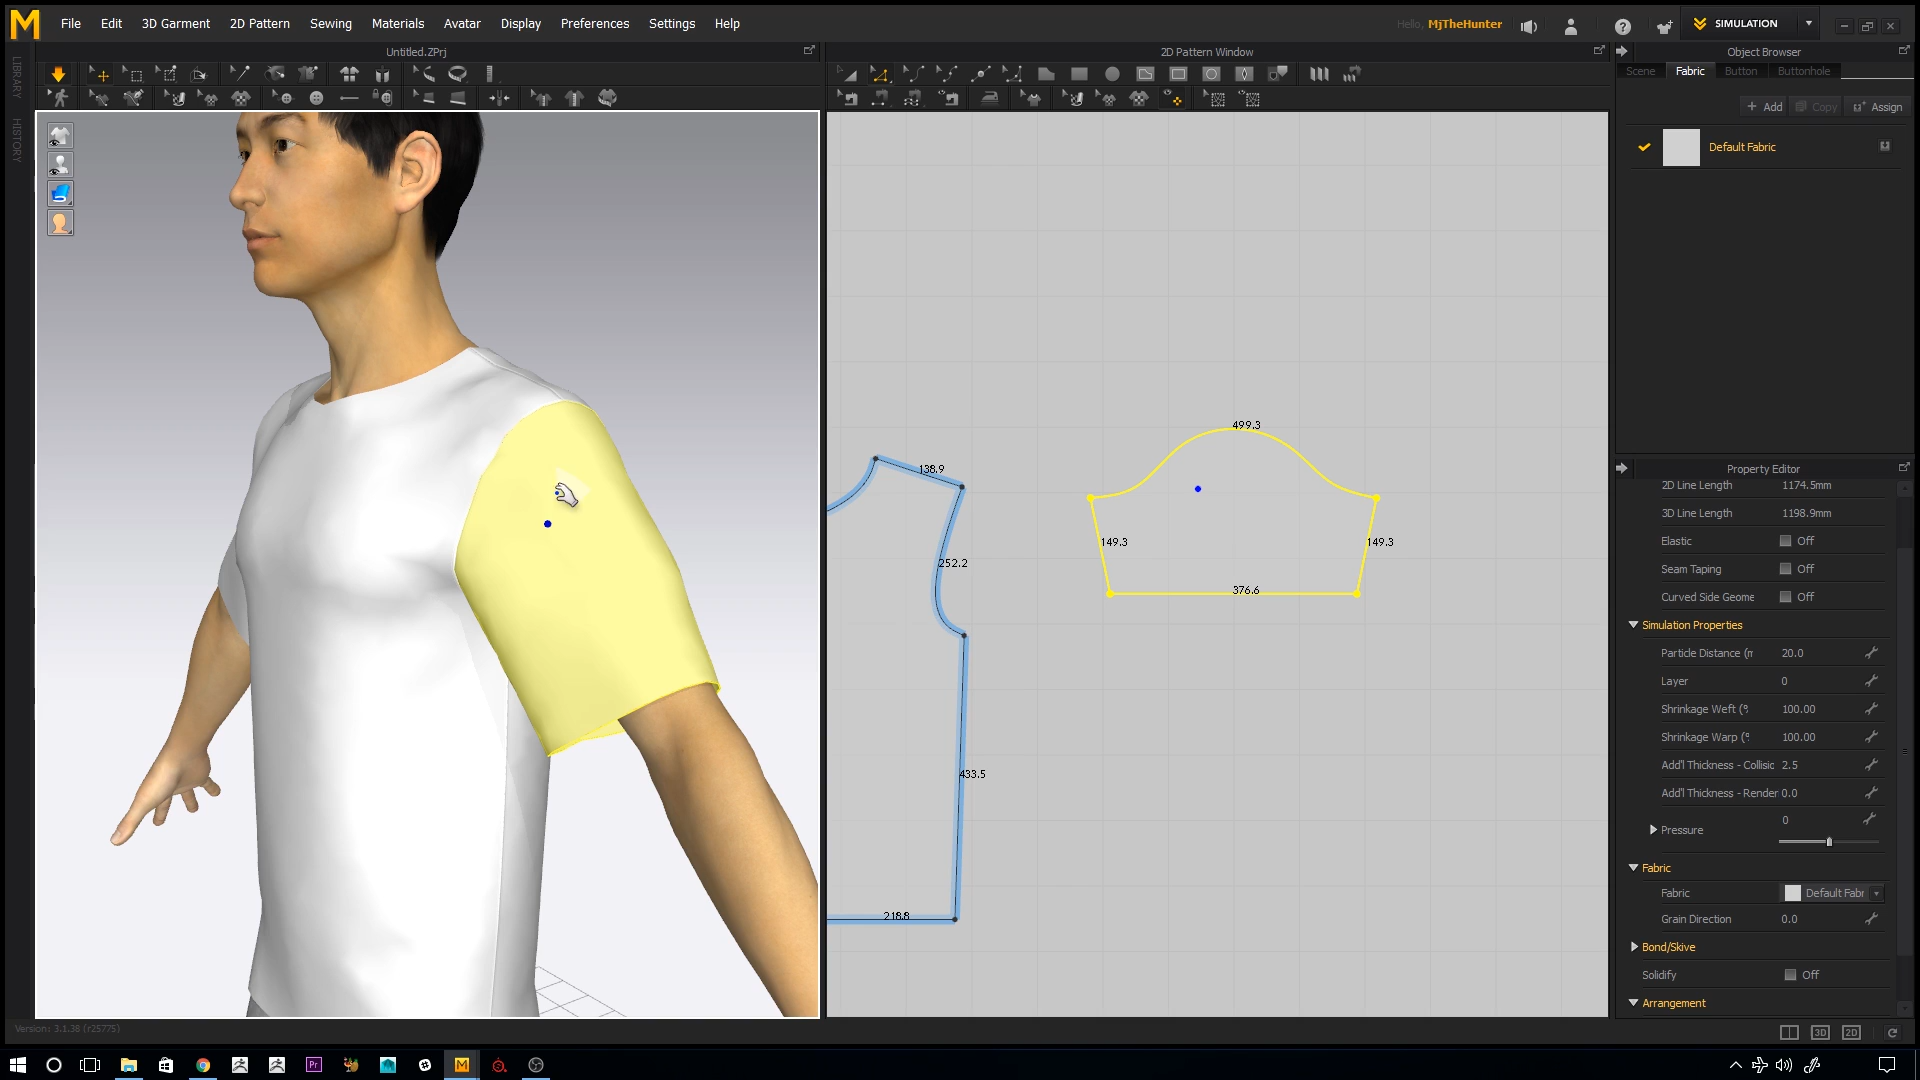 File Edit 3D Garment 2D Pattern Sewing Materials Avatar Display Preferences Settings Help
Hello, MjTheHunter
SIMULATION
Untitled.ZPrj
2D Pattern Window
Object Browser
Scene Fabric Button Buttonhole
+ Add Copy Assign
Default Fabric
LIBRARY
HISTORY
499.3
138.9
149.3
149.3
252.2
376.6
433.5
218.8
Property Editor
2D Line Length 1174.5mm
3D Line Length 1198.9mm
Elastic Off
Seam Taping Off
Curved Side Geome Off
Simulation Properties
Particle Distance (m 20.0
Layer 0
Shrinkage Weft (% 100.00
Shrinkage Warp (% 100.00
Add'l Thickness - Collisic 2.5
Add'l Thickness - Render 0.0
Pressure 0
Fabric
Fabric Default Fabr
Grain Direction 0.0
Bond/Skive
Solidify Off
Arrangement
Version: 3.1.38 (r25775)
3D 2D
Pr
M